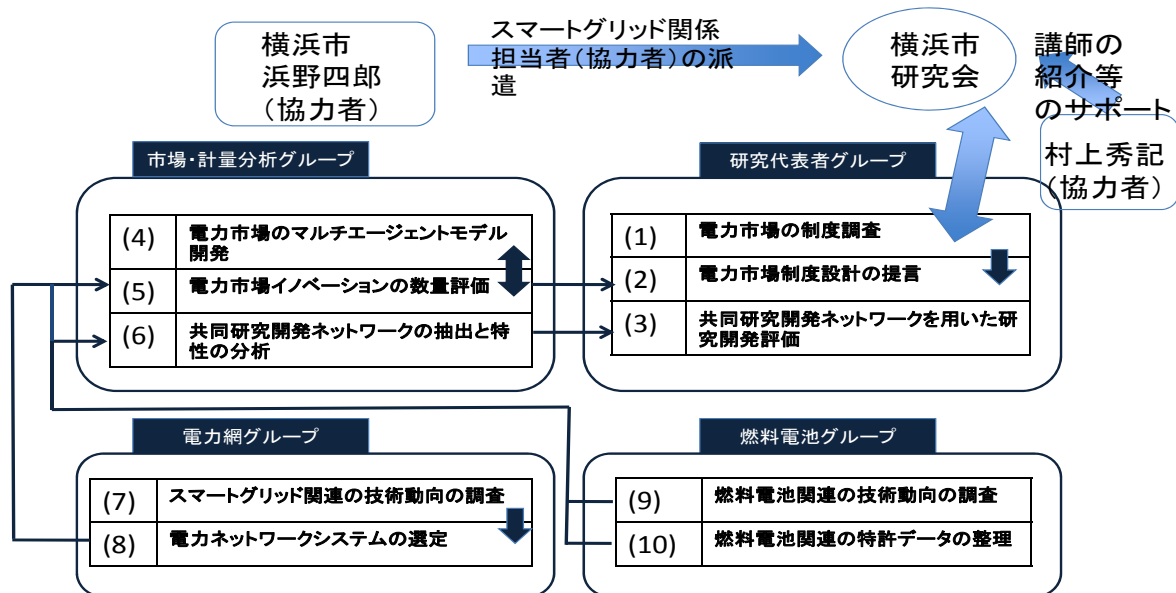 横浜市
浜野四郎
（協力者）
スマートグリッド関係
担当者（協力者）の派
遣
横浜市
研究会
講師の
紹介等
のサポート
村上秀記
（協力者）
市場・計量分析グループ
(4) 電力市場のマルチエージェントモデル
開発
(5) 電力市場イノベーションの数量評価
(6) 共同研究開発ネットワークの抽出と特
性の分析
研究代表者グループ
(1) 電力市場の制度調査
(2) 電力市場制度設計の提言
(3) 共同研究開発ネットワークを用いた研
究開発評価
電力網グループ
(7) スマートグリッド関連の技術動向の調査
(8) 電力ネットワークシステムの選定
燃料電池グループ
(9) 燃料電池関連の技術動向の調査
(10) 燃料電池関連の特許データの整理